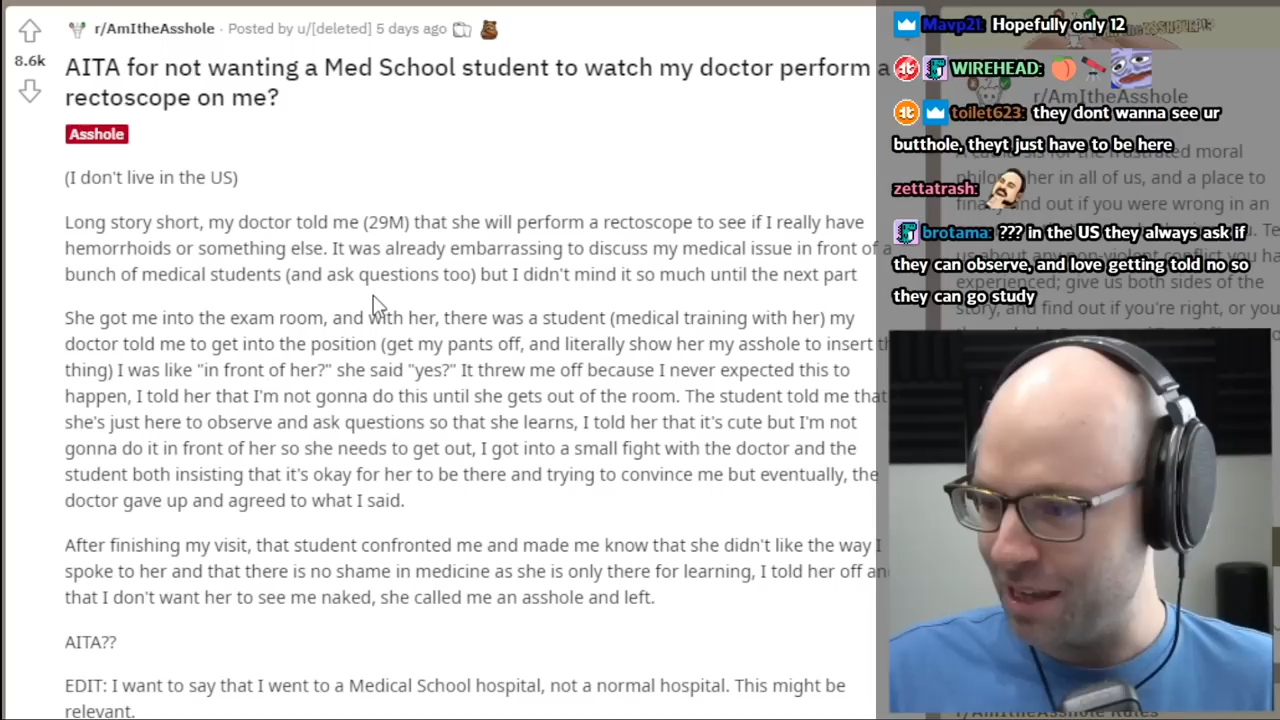 r/AmItheAsshole · Posted by u/[deleted] 5 days ago
8.6k
AITA for not wanting a Med School student to watch my doctor perform a
rectoscope on me?
Asshole
(I don't live in the US)
Long story short, my doctor told me (29M) that she will perform a rectoscope to see if I really have
hemorrhoids or something else. It was already embarrassing to discuss my medical issue in front of a
bunch of medical students (and ask questions too) but I didn't mind it so much until the next part
She got me into the exam room, and with her, there was a student (medical training with her) my
doctor told me to get into the position (get my pants off, and literally show her my asshole to insert th
thing) I was like "in front of her?" she said "yes?" It threw me off because I never expected this to
happen, I told her that I'm not gonna do this until she gets out of the room. The student told me that
she's just here to observe and ask questions so that she learns, I told her that it's cute but I'm not
gonna do it in front of her so she needs to get out, I got into a small fight with the doctor and the
student both insisting that it's okay for her to be there and trying to convince me but eventually, the
doctor gave up and agreed to what I said.
After finishing my visit, that student confronted me and made me know that she didn't like the way I
spoke to her and that there is no shame in medicine as she is only there for learning, I told her off an
that I don't want her to see me naked, she called me an asshole and left.
AITA??
EDIT: I want to say that I went to a Medical School hospital, not a normal hospital. This might be
relevant.
Mavp21: Hopefully only 12
WIREHEAD:
r/AmItheAsshole
toilet623: they dont wanna see ur
butthole, theyt just have to be here
zettatrash:
brotama: ??? in the US they always ask if
they can observe, and love getting told no so
they can go study
r/AmItheAsshole Rules